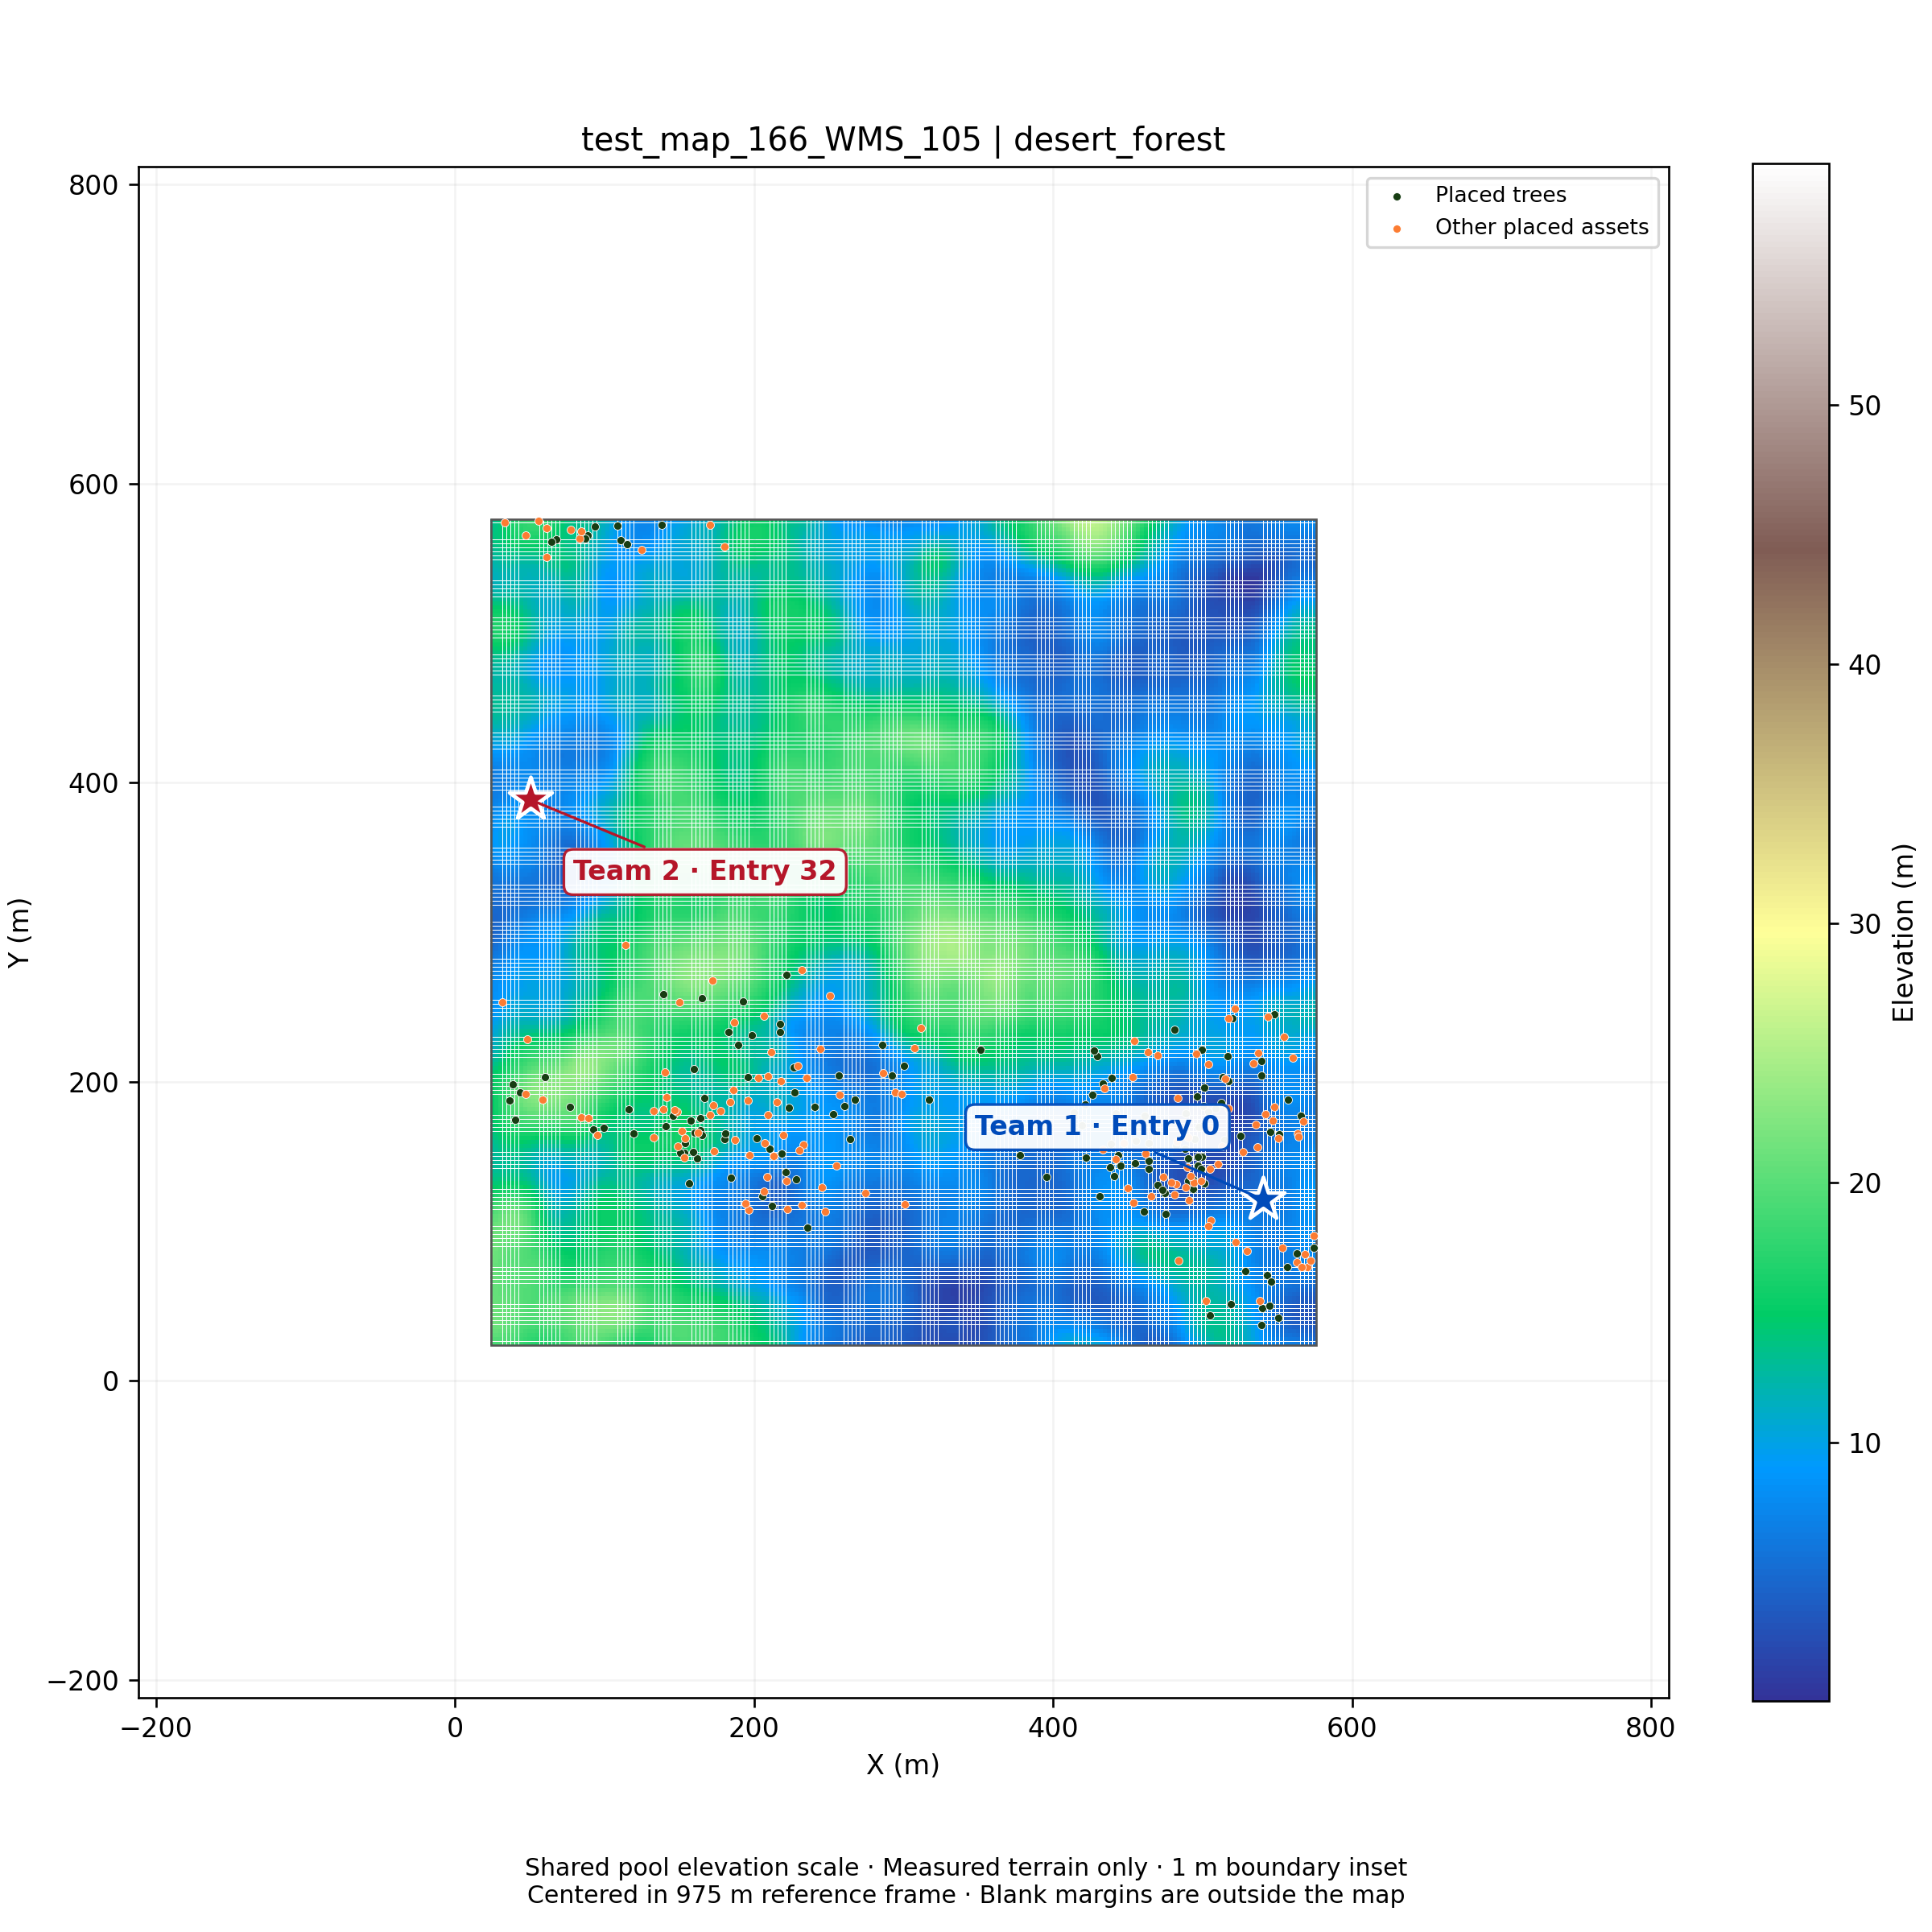 test_map_166_WMS_105 | desert_forest
Placed trees
Other placed assets
800
600
400
200
0
−200
Y (m)
Team 2 · Entry 32
Team 1 · Entry 0
−200
0
200
400
600
800
X (m)
50
40
30
20
10
Elevation (m)
Shared pool elevation scale · Measured terrain only · 1 m boundary inset
Centered in 975 m reference frame · Blank margins are outside the map